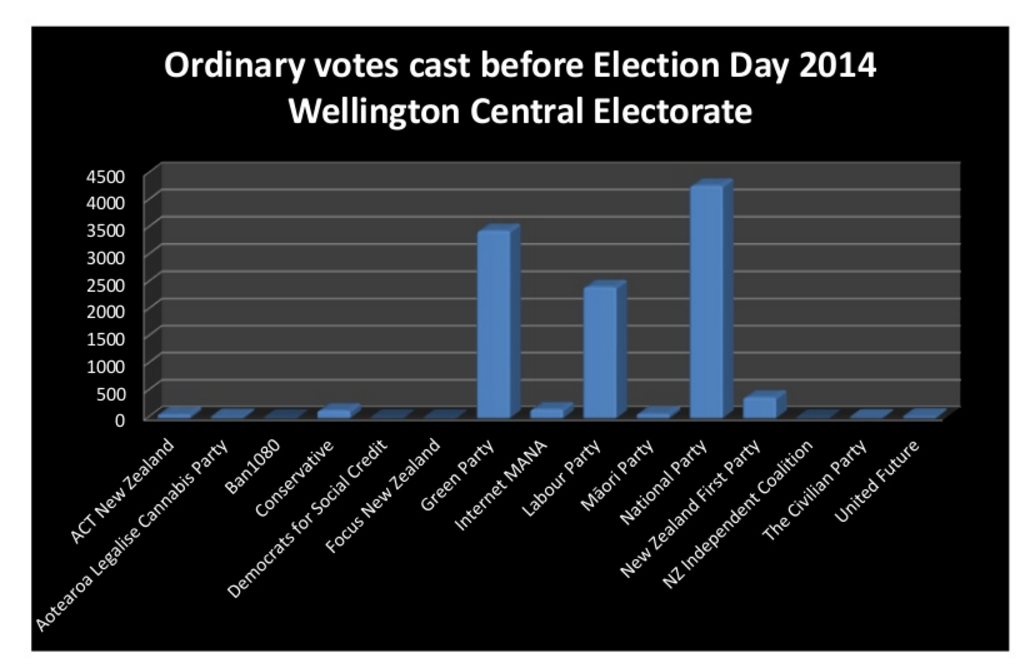 Ordinary votes cast before Election Day 2014
Wellington Central Electorate
4500
4000
3500
3000
2500
2000
1500
1000
500
0
ACT New Zealand
Aotearoa Legalise Cannabis Party
Ban1080
Conservative
Democrats for Social Credit
Focus New Zealand
Green Party
Internet MANA
Labour Party
Māori Party
National Party
New Zealand First Party
NZ Independent Coalition
The Civilian Party
United Future